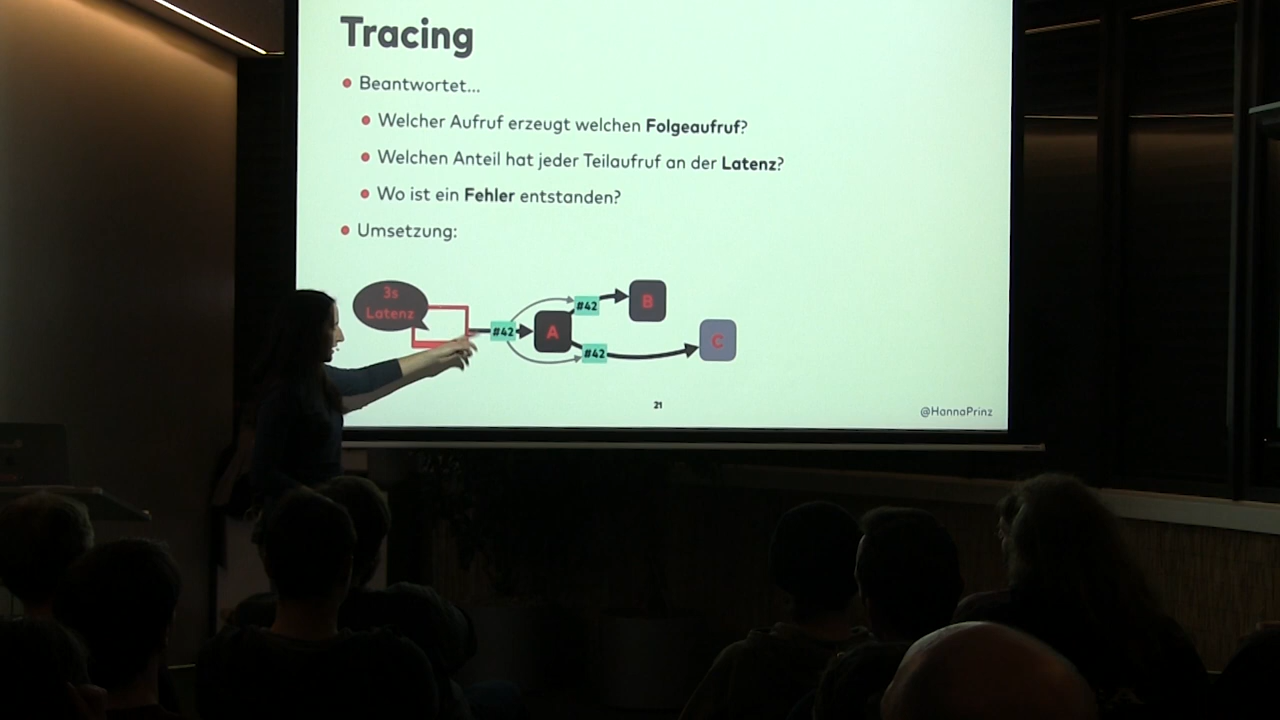 Tracing
Beantwortet...
Welcher Aufruf erzeugt welchen Folgeaufruf?
Welchen Anteil hat jeder Teilaufruf an der Latenz?
Wo ist ein Fehler entstanden?
Umsetzung:
3s
Latenz
#42
A
#42
B
#42
C
21
@HannaPrinz